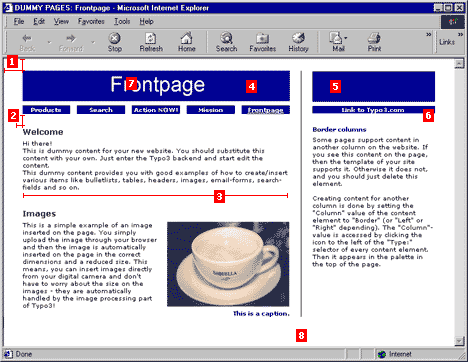 DUMMY PAGES: Frontpage - Microsoft Internet Explorer
File Edit View Favorites Tools Help
Back Forward Stop Refresh Home Search Favorites History Mail Print Links
1
Frontpage
7
4
5
Products Search Action NOW! Mission Frontpage
Link to Typo3.com
6
2
Welcome
Hi there!
This is dummy content for your new website. You should substitute this
content with your own. Just enter the Typo3 backend and start edit the
content.
This dummy content provides you with good examples of how to create/insert
various items like bulletlists, tables, headers, images, email-forms, search-
fields and so on.
3
Images
This is a simple example of an image
inserted on the page. You simply
upload the image through your browser
and then the image is automatically
inserted on the page in the correct
dimensions and a reduced size. This
means, you can insert images directly
from your digital camera and don't
have to worry about the size on the
images - they are automatically
handled by the image processing part
of Typo3!
This is a caption.
Border columns
Some pages support content in
another column on the website. If
you see this content on the page,
then the template of your site
supports it. Otherwise it does not,
and you should just delete this
element.
Creating content for another
column is done by setting the
"Column" value of the content
element to "Border" (or "Left" or
"Right" depending). The "Column"-
value is accessed by clicking the
icon to the left of the "Type:"
selector of every content element.
Then it appears in the palette in
the top of the page.
8
Done
Internet